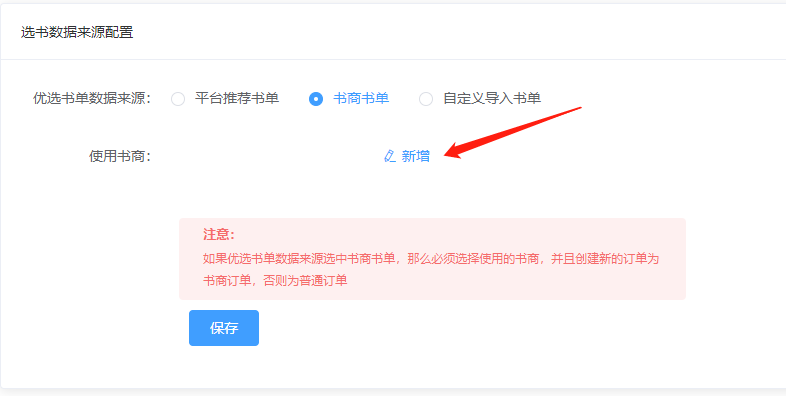 选书数据来源配置
优选书单数据来源： 平台推荐书单 书商书单 自定义导入书单
使用书商： 新增
注意：
如果优选书单数据来源选中书商书单，那么必须选择使用的书商，并且创建新的订单为
书商订单，否则为普通订单
保存